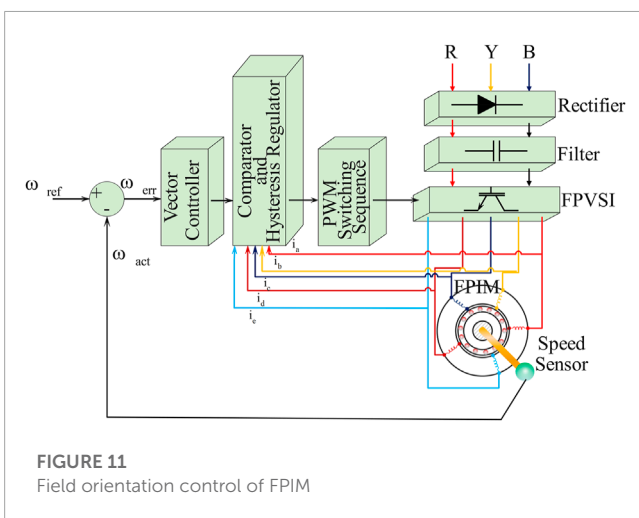 R Y B
Rectifier
Filter
FPVSI
ω ref
+
-
ω err
ω act
Vector
Controller
Comparator
and
Hysteresis Regulator
PWM
Switching
Sequence
i a
i b
i c
i d
i e
FPIM
Speed
Sensor
FIGURE 11
Field orientation control of FPIM